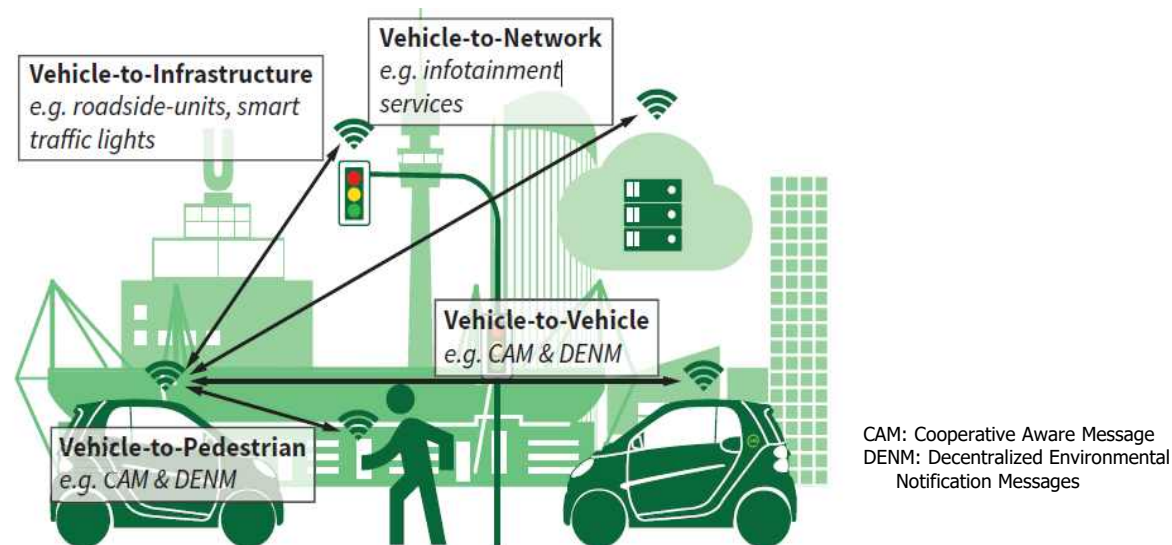 Vehicle-to-Network
e.g. infotainment
services
Vehicle-to-Infrastructure
e.g. roadside-units, smart
traffic lights
U
Vehicle-to-Vehicle
e.g. CAM & DENM
Vehicle-to-Pedestrian
e.g. CAM & DENM
CAM: Cooperative Aware Message
DENM: Decentralized Environmental
Notification Messages